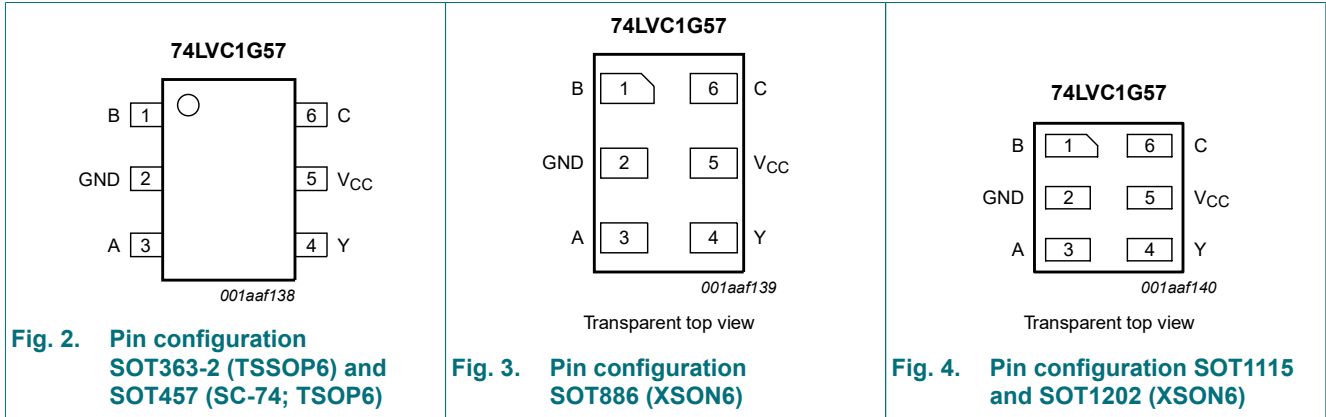 74LVC1G57
B 1 6 C
GND 2 5 VCC
A 3 4 Y
001aaf138
Fig. 2. Pin configuration
SOT363-2 (TSSOP6) and
SOT457 (SC-74; TSOP6)
74LVC1G57
B 1 6 C
GND 2 5 VCC
A 3 4 Y
001aaf139
Transparent top view
Fig. 3. Pin configuration
SOT886 (XSON6)
74LVC1G57
B 1 6 C
GND 2 5 VCC
A 3 4 Y
001aaf140
Transparent top view
Fig. 4. Pin configuration SOT1115
and SOT1202 (XSON6)